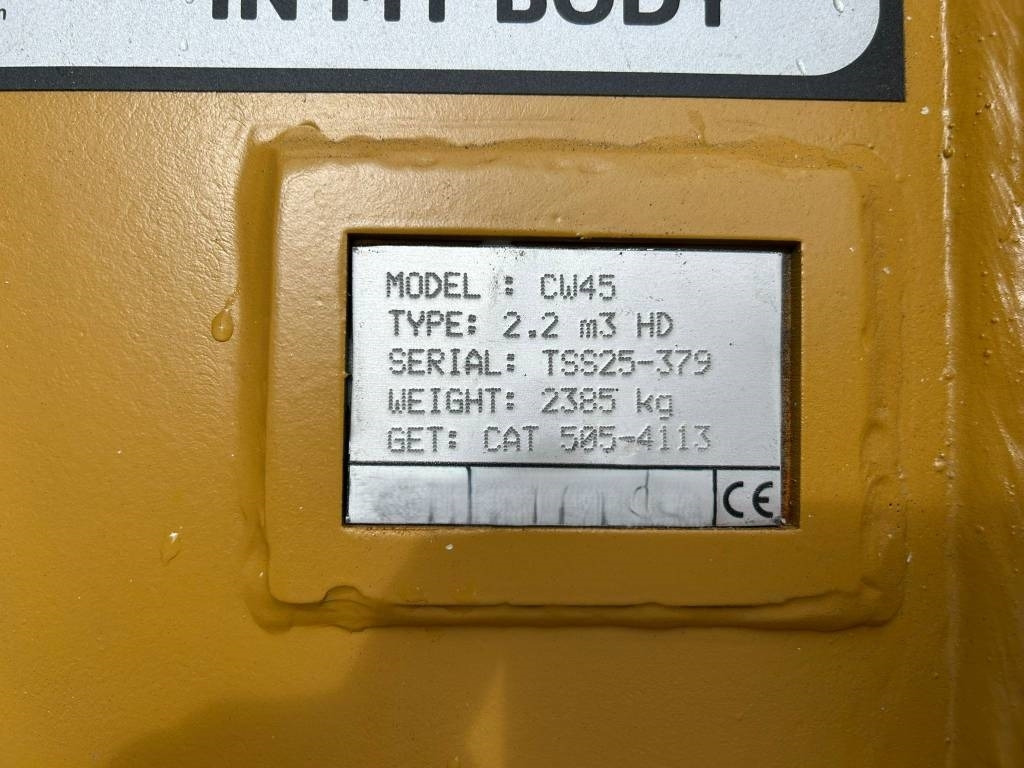 IN MY BODY
MODEL : CW45
TYPE: 2.2 m3 HD
SERIAL: TSS25-379
WEIGHT: 2385 kg
GET: CAT 505-4113
CE